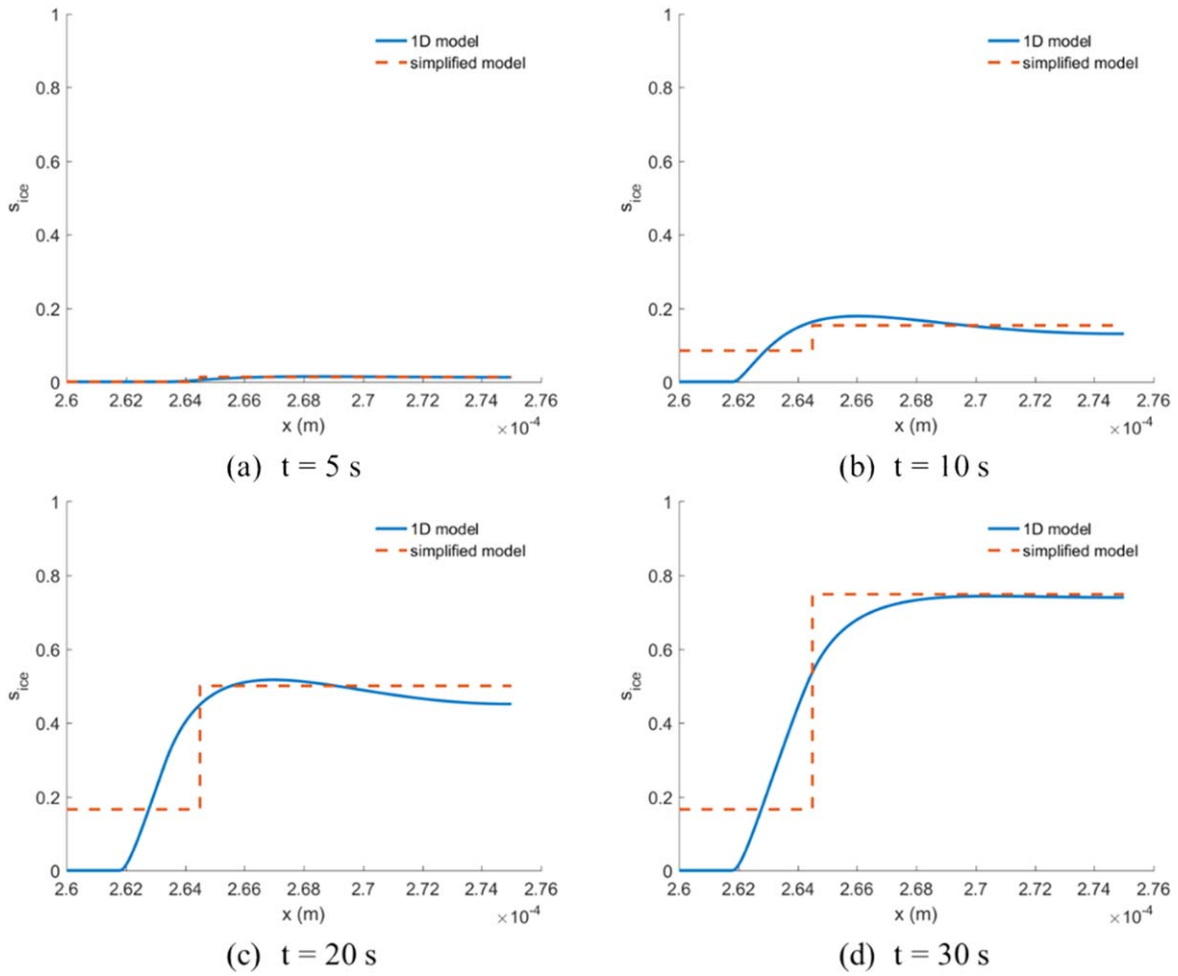 1
0.8
0.6
0.4
0.2
0
s_ice
1D model
simplified model
2.6 2.62 2.64 2.66 2.68 2.7 2.72 2.74 2.76
x (m)
×10^-4
(a) t = 5 s
1
0.8
0.6
0.4
0.2
0
s_ice
1D model
simplified model
2.6 2.62 2.64 2.66 2.68 2.7 2.72 2.74 2.76
x (m)
×10^-4
(b) t = 10 s
1
0.8
0.6
0.4
0.2
0
s_ice
1D model
simplified model
2.6 2.62 2.64 2.66 2.68 2.7 2.72 2.74 2.76
x (m)
×10^-4
(c) t = 20 s
1
0.8
0.6
0.4
0.2
0
s_ice
1D model
simplified model
2.6 2.62 2.64 2.66 2.68 2.7 2.72 2.74 2.76
x (m)
×10^-4
(d) t = 30 s